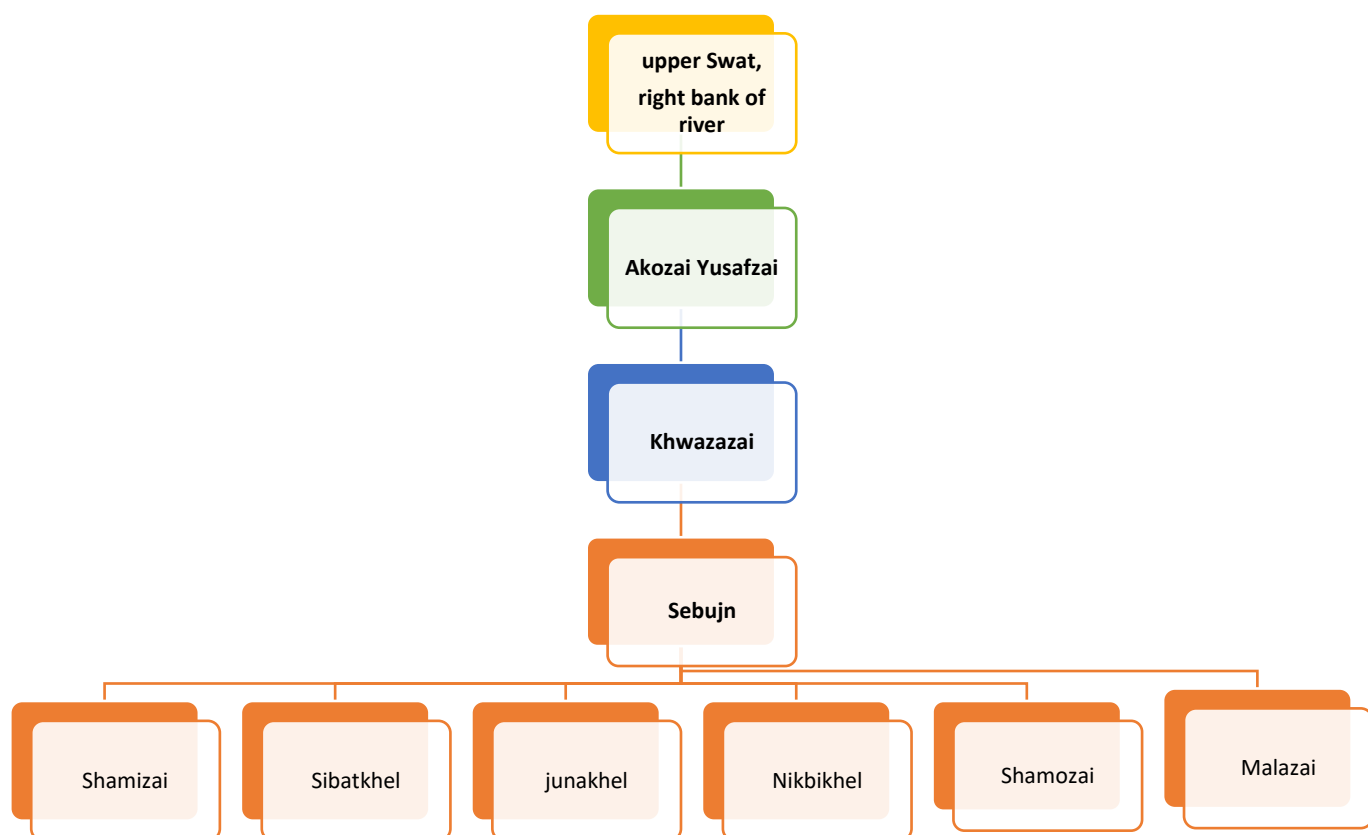 upper Swat,
right bank of
river
Akozai Yusafzai
Khwazazai
Sebujn
Shamizai
Sibatkhel
junakhel
Nikbikhel
Shamozai
Malazai